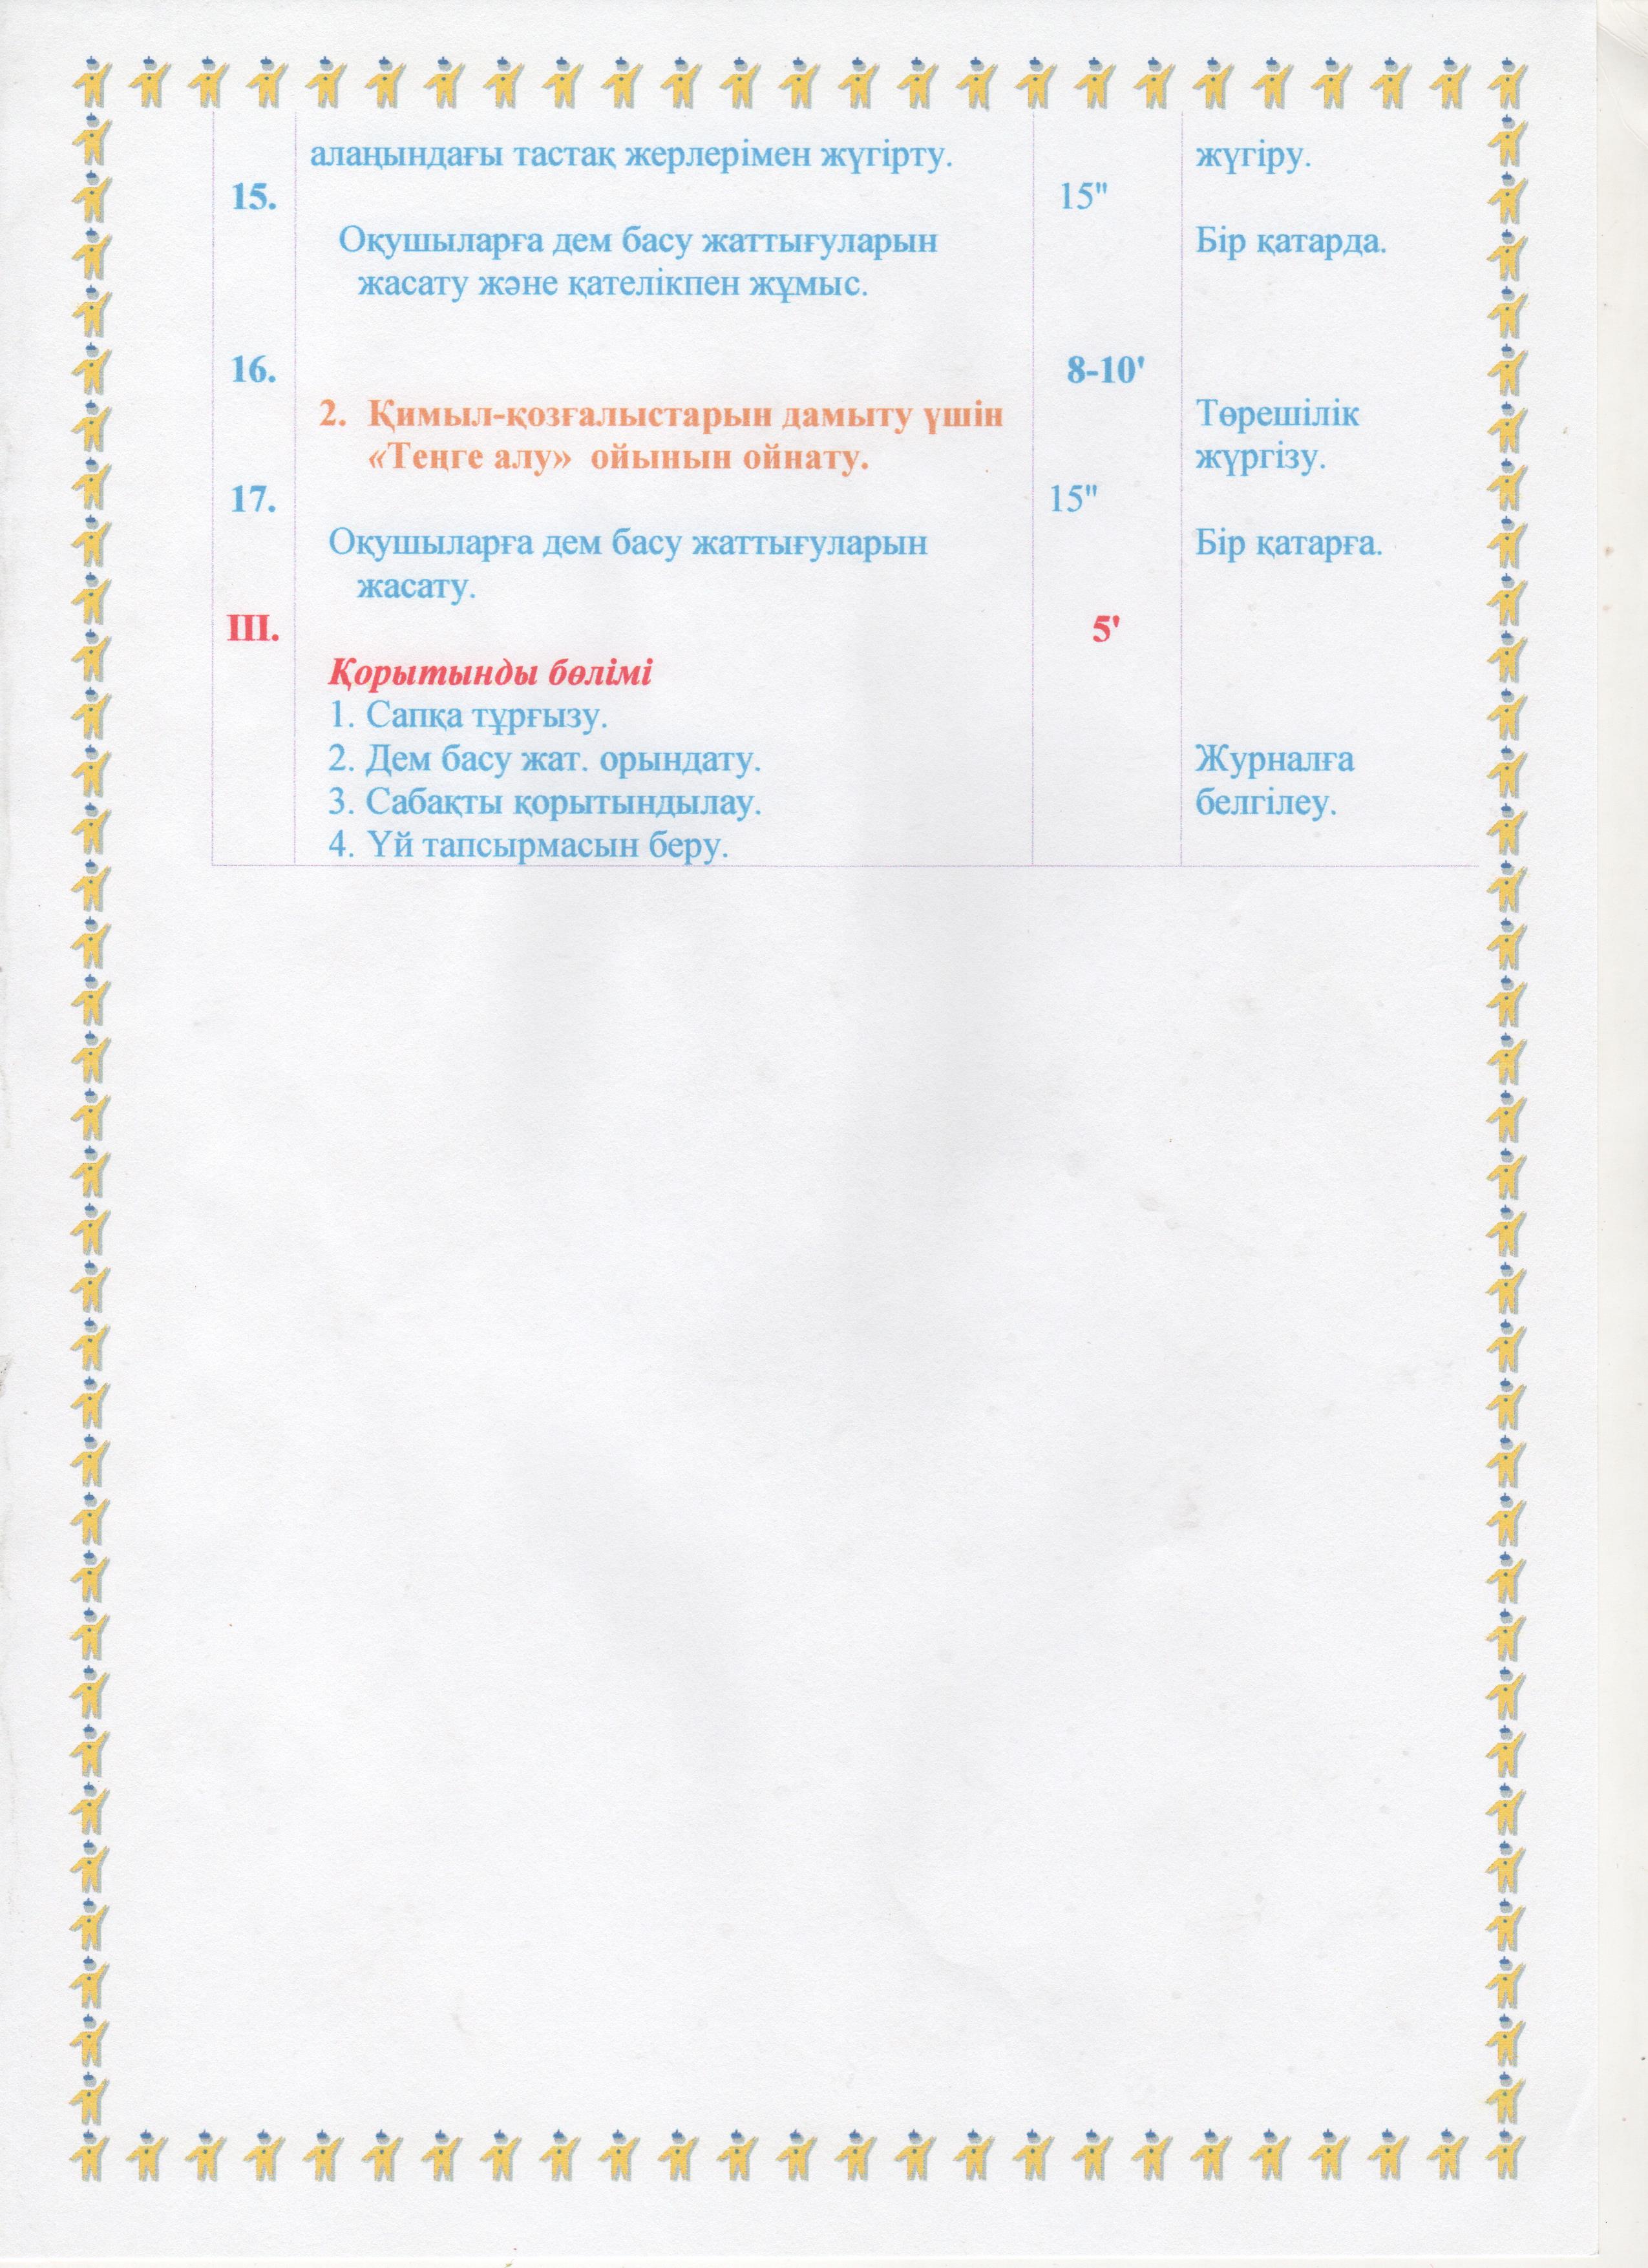 алаңындағы тастақ жерлерімен жүгірту. жүгіру.
15. 15"
Оқушыларға дем басу жаттығуларын Бір қатарда.
жасату және қателікпен жұмыс.
16. 8-10'
2. Қимыл-қозғалыстарын дамыту үшін Төрешілік
«Теңге алу» ойынын ойнату. жүргізу.
17. 15"
Оқушыларға дем басу жаттығуларын Бір қатарға.
жасату.
III. 5'
Қорытынды бөлімі
1. Сапқа тұрғызу.
2. Дем басу жат. орындату. Журналға
3. Сабақты қорытындылау. белгілеу.
4. Үй тапсырмасын беру.